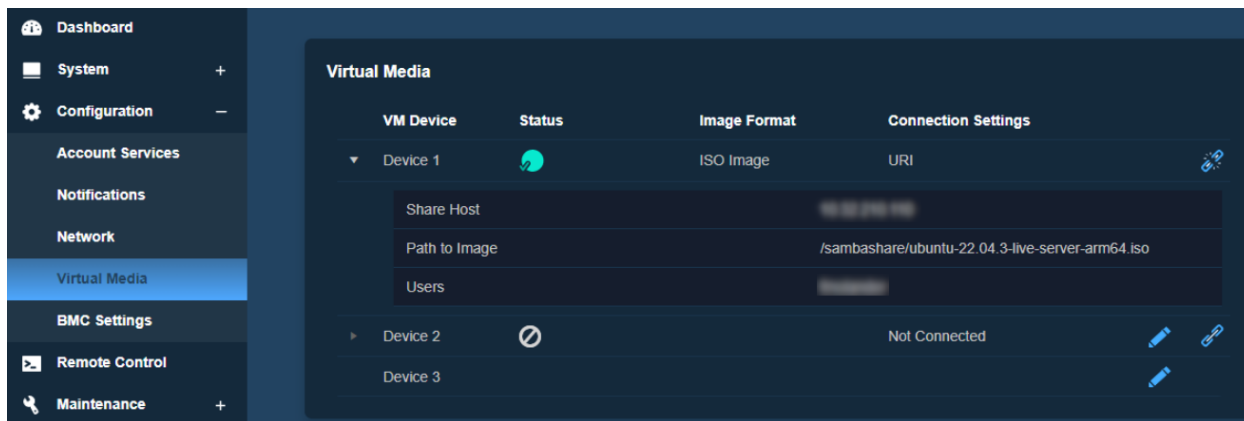 Dashboard
System +
Configuration −
Account Services
Notifications
Network
Virtual Media
BMC Settings
Remote Control
Maintenance +
Virtual Media
VM Device Status Image Format Connection Settings
Device 1 ISO Image URI
Share Host
Path to Image /sambashare/ubuntu-22.04.3-live-server-arm64.iso
Users
Device 2 Not Connected
Device 3